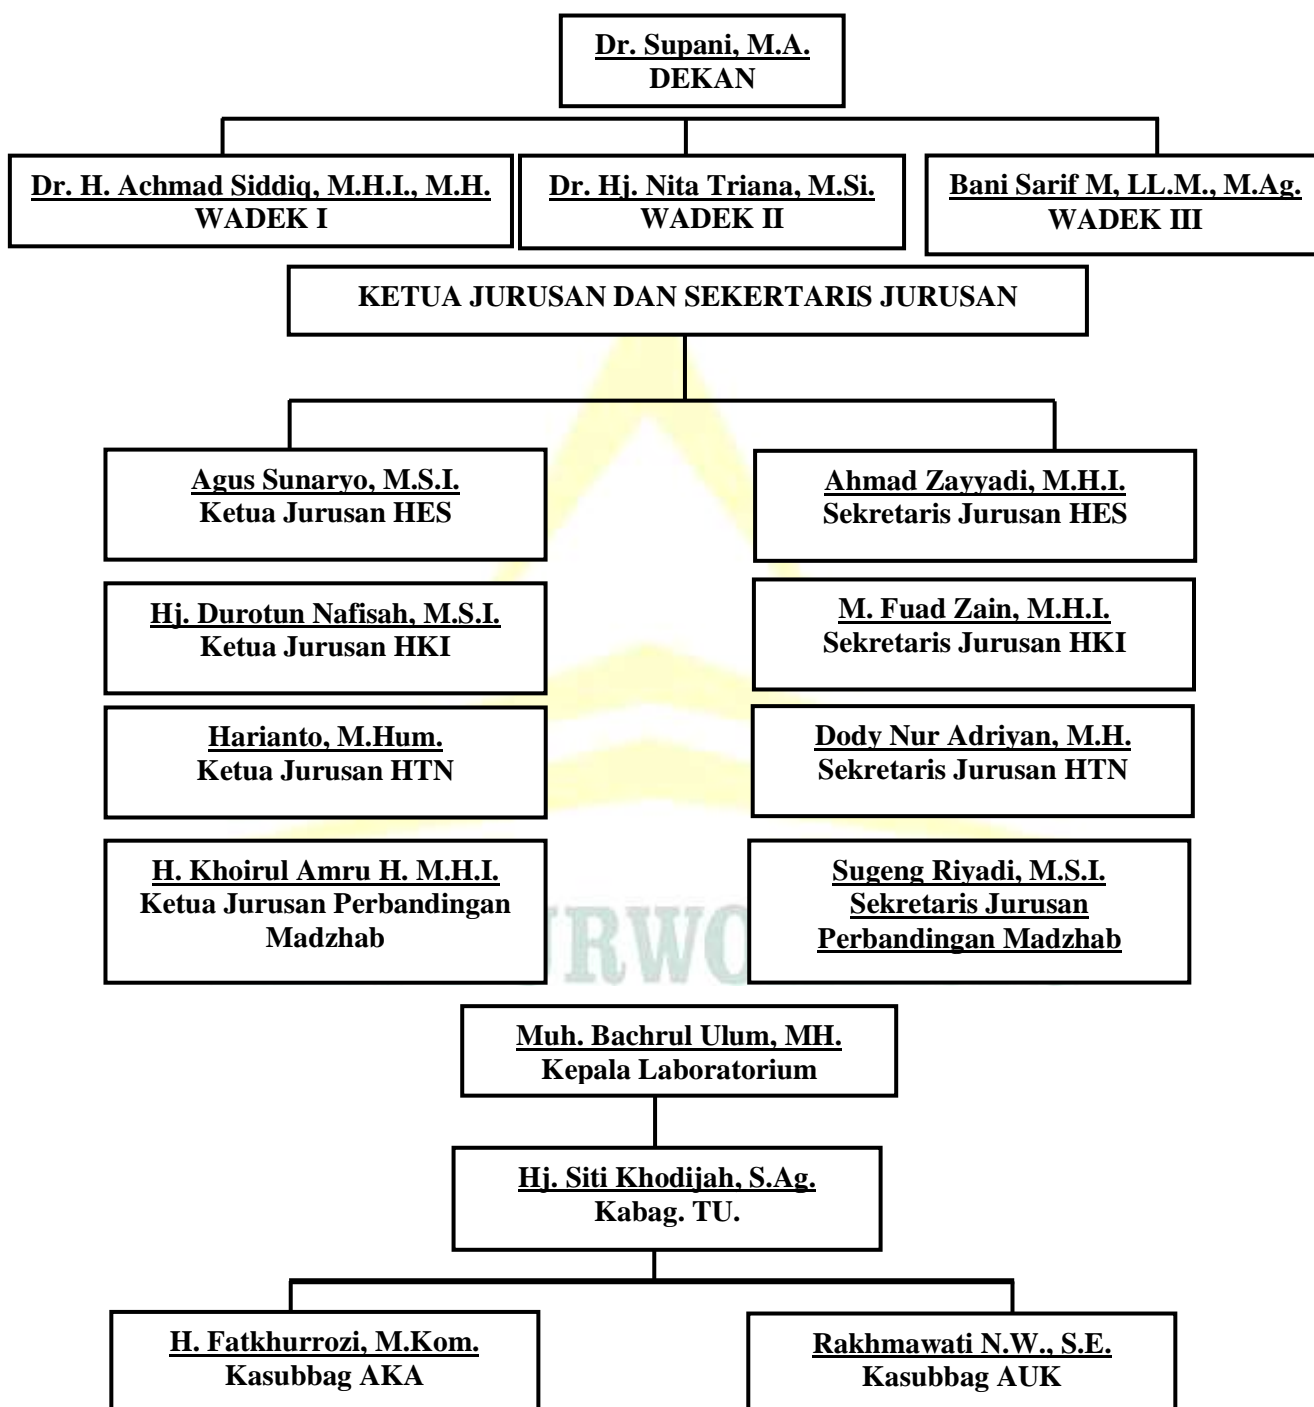 Dr. Supani, M.A.
DEKAN
Dr. H. Achmad Siddiq, M.H.I., M.H.
WADEK I
Dr. Hj. Nita Triana, M.Si.
WADEK II
Bani Sarif M, LL.M., M.Ag.
WADEK III
KETUA JURUSAN DAN SEKERTARIS JURUSAN
Agus Sunaryo, M.S.I.
Ketua Jurusan HES
Ahmad Zayyadi, M.H.I.
Sekretaris Jurusan HES
Hj. Durotun Nafisah, M.S.I.
Ketua Jurusan HKI
M. Fuad Zain, M.H.I.
Sekretaris Jurusan HKI
Harianto, M.Hum.
Ketua Jurusan HTN
Dody Nur Adriyan, M.H.
Sekretaris Jurusan HTN
H. Khoirul Amru H. M.H.I.
Ketua Jurusan Perbandingan
Madzhab
Sugeng Riyadi, M.S.I.
Sekretaris Jurusan
Perbandingan Madzhab
Muh. Bachrul Ulum, MH.
Kepala Laboratorium
Hj. Siti Khodijah, S.Ag.
Kabag. TU.
H. Fatkhurrozi, M.Kom.
Kasubbag AKA
Rakhmawati N.W., S.E.
Kasubbag AUK